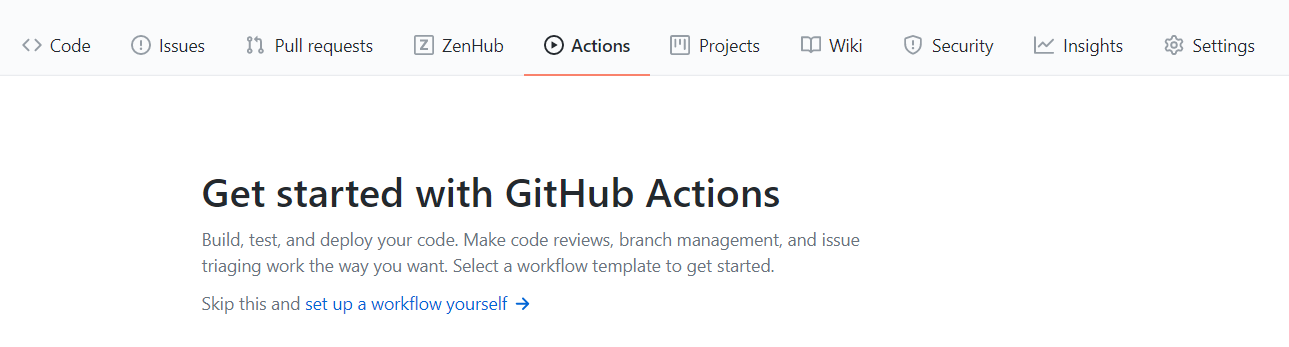 Code Issues Pull requests ZenHub Actions Projects Wiki Security Insights Settings
Get started with GitHub Actions
Build, test, and deploy your code. Make code reviews, branch management, and issue
triaging work the way you want. Select a workflow template to get started.
Skip this and set up a workflow yourself →